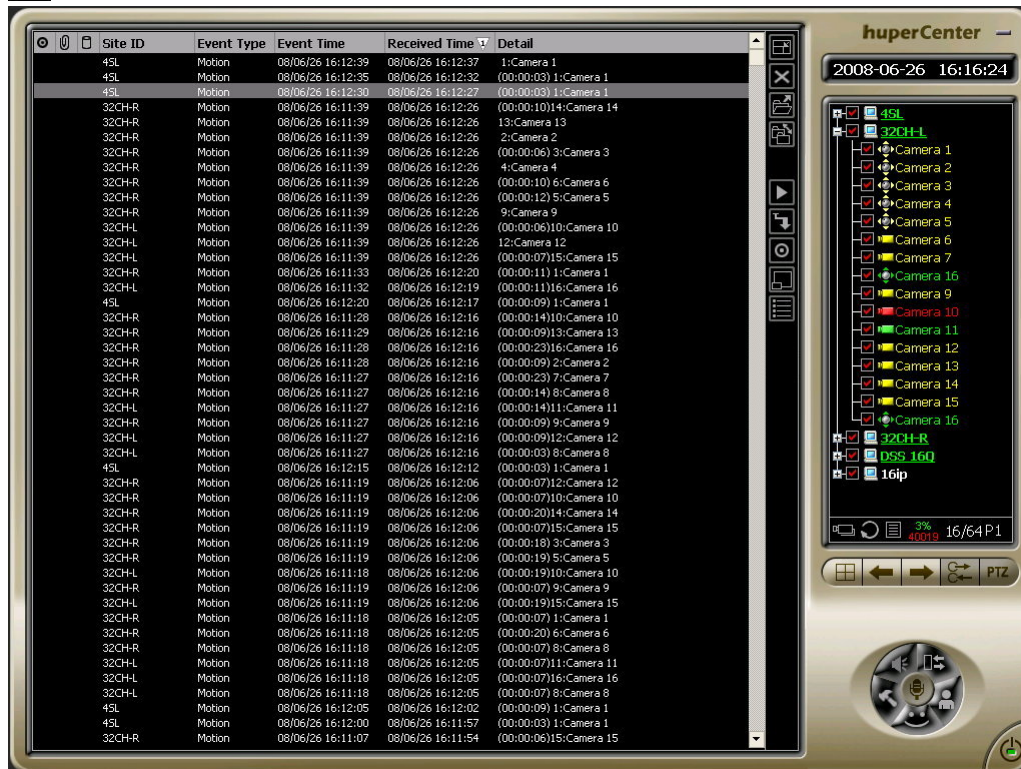 Site ID Event Type Event Time Received Time Detail
4SL Motion 08/06/26 16:12:39 08/06/26 16:12:37 1:Camera 1
4SL Motion 08/06/26 16:12:35 08/06/26 16:12:32 (00:00:03) 1:Camera 1
4SL Motion 08/06/26 16:12:30 08/06/26 16:12:27 (00:00:03) 1:Camera 1
32CH-R Motion 08/06/26 16:11:39 08/06/26 16:12:26 (00:00:10)14:Camera 14
32CH-R Motion 08/06/26 16:11:39 08/06/26 16:12:26 13:Camera 13
32CH-R Motion 08/06/26 16:11:39 08/06/26 16:12:26 2:Camera 2
32CH-R Motion 08/06/26 16:11:39 08/06/26 16:12:26 (00:00:06) 3:Camera 3
32CH-R Motion 08/06/26 16:11:39 08/06/26 16:12:26 4:Camera 4
32CH-R Motion 08/06/26 16:11:39 08/06/26 16:12:26 (00:00:10) 6:Camera 6
32CH-R Motion 08/06/26 16:11:39 08/06/26 16:12:26 (00:00:12) 5:Camera 5
32CH-R Motion 08/06/26 16:11:39 08/06/26 16:12:26 9:Camera 9
32CH-L Motion 08/06/26 16:11:39 08/06/26 16:12:26 (00:00:06)10:Camera 10
32CH-L Motion 08/06/26 16:11:39 08/06/26 16:12:26 12:Camera 12
32CH-L Motion 08/06/26 16:11:39 08/06/26 16:12:26 (00:00:07)15:Camera 15
32CH-R Motion 08/06/26 16:11:33 08/06/26 16:12:20 (00:00:11) 1:Camera 1
32CH-L Motion 08/06/26 16:11:32 08/06/26 16:12:19 (00:00:11)16:Camera 16
4SL Motion 08/06/26 16:12:20 08/06/26 16:12:17 (00:00:09) 1:Camera 1
32CH-R Motion 08/06/26 16:11:28 08/06/26 16:12:16 (00:00:14)10:Camera 10
32CH-R Motion 08/06/26 16:11:29 08/06/26 16:12:16 (00:00:09)13:Camera 13
32CH-R Motion 08/06/26 16:11:28 08/06/26 16:12:16 (00:00:23)16:Camera 16
32CH-R Motion 08/06/26 16:11:28 08/06/26 16:12:16 (00:00:09) 2:Camera 2
32CH-R Motion 08/06/26 16:11:27 08/06/26 16:12:16 (00:00:23) 7:Camera 7
32CH-R Motion 08/06/26 16:11:27 08/06/26 16:12:16 (00:00:14) 8:Camera 8
32CH-L Motion 08/06/26 16:11:27 08/06/26 16:12:16 (00:00:14)11:Camera 11
32CH-R Motion 08/06/26 16:11:27 08/06/26 16:12:16 (00:00:09) 9:Camera 9
32CH-L Motion 08/06/26 16:11:27 08/06/26 16:12:16 (00:00:09)12:Camera 12
32CH-L Motion 08/06/26 16:11:27 08/06/26 16:12:16 (00:00:03) 8:Camera 8
4SL Motion 08/06/26 16:12:15 08/06/26 16:12:12 (00:00:03) 1:Camera 1
32CH-R Motion 08/06/26 16:11:19 08/06/26 16:12:06 (00:00:07)12:Camera 12
32CH-R Motion 08/06/26 16:11:19 08/06/26 16:12:06 (00:00:07)10:Camera 10
32CH-R Motion 08/06/26 16:11:19 08/06/26 16:12:06 (00:00:20)14:Camera 14
32CH-R Motion 08/06/26 16:11:19 08/06/26 16:12:06 (00:00:07)15:Camera 15
32CH-R Motion 08/06/26 16:11:19 08/06/26 16:12:06 (00:00:18) 3:Camera 3
32CH-R Motion 08/06/26 16:11:19 08/06/26 16:12:06 (00:00:19) 5:Camera 5
32CH-L Motion 08/06/26 16:11:18 08/06/26 16:12:06 (00:00:19)10:Camera 10
32CH-R Motion 08/06/26 16:11:19 08/06/26 16:12:06 (00:00:07) 9:Camera 9
32CH-L Motion 08/06/26 16:11:19 08/06/26 16:12:06 (00:00:19)15:Camera 15
32CH-R Motion 08/06/26 16:11:18 08/06/26 16:12:05 (00:00:07) 1:Camera 1
32CH-R Motion 08/06/26 16:11:18 08/06/26 16:12:05 (00:00:20) 6:Camera 6
32CH-R Motion 08/06/26 16:11:18 08/06/26 16:12:05 (00:00:07) 8:Camera 8
32CH-L Motion 08/06/26 16:11:18 08/06/26 16:12:05 (00:00:07)11:Camera 11
32CH-L Motion 08/06/26 16:11:18 08/06/26 16:12:05 (00:00:07)16:Camera 16
32CH-L Motion 08/06/26 16:11:18 08/06/26 16:12:05 (00:00:07) 8:Camera 8
4SL Motion 08/06/26 16:12:05 08/06/26 16:12:02 (00:00:09) 1:Camera 1
4SL Motion 08/06/26 16:12:00 08/06/26 16:11:57 (00:00:03) 1:Camera 1
32CH-R Motion 08/06/26 16:11:07 08/06/26 16:11:54 (00:00:06)15:Camera 15
huperCenter
2008-06-26 16:16:24
4SL
32CH-L
Camera 1
Camera 2
Camera 3
Camera 4
Camera 5
Camera 6
Camera 7
Camera 16
Camera 9
Camera 10
Camera 11
Camera 12
Camera 13
Camera 14
Camera 15
Camera 16
32CH-R
DSS 16Q
16ip
3%
40019 16/64 P1
PTZ